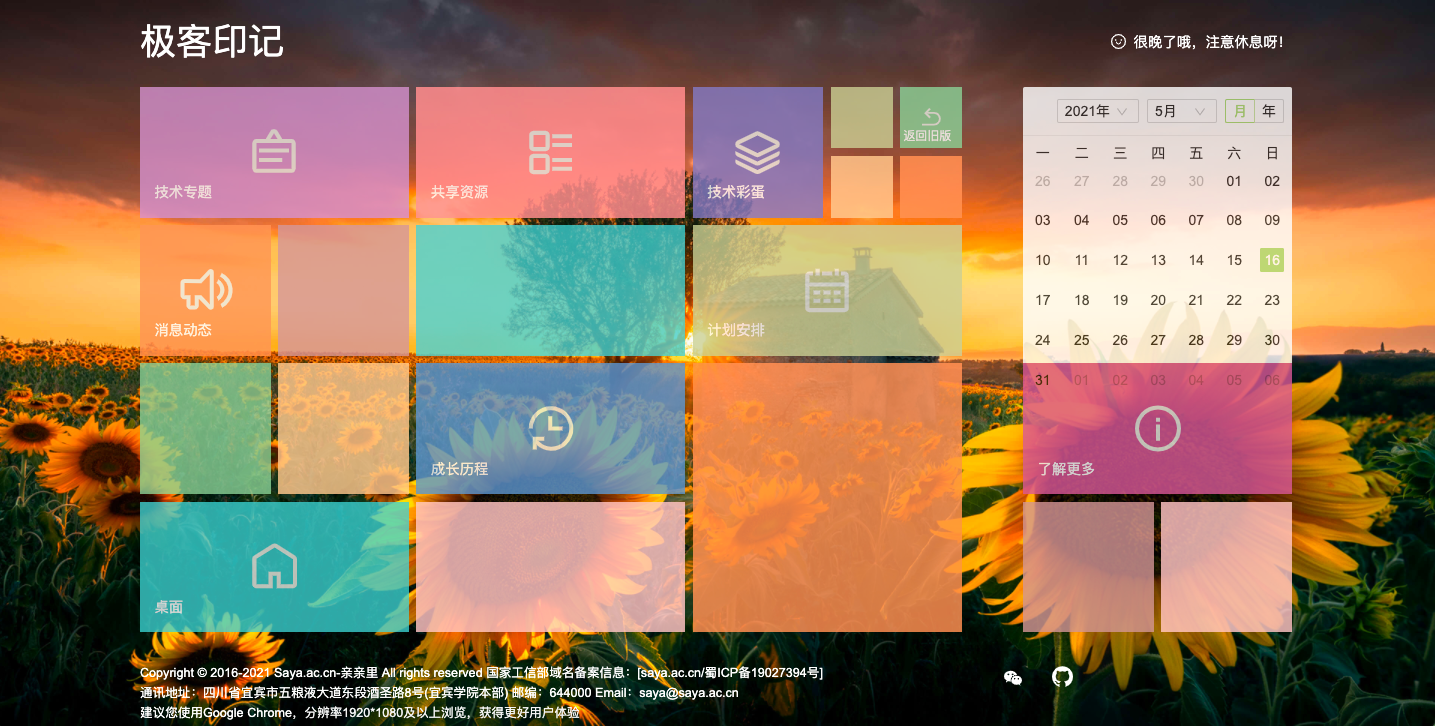 极客印记
很晚了哦，注意休息呀！
技术专题
共享资源
技术彩蛋
返回旧版
消息动态
计划安排
成长历程
桌面
2021年 5月 月 年
一 二 三 四 五 六 日
26 27 28 29 30 01 02
03 04 05 06 07 08 09
10 11 12 13 14 15 16
17 18 19 20 21 22 23
24 25 26 27 28 29 30
31 01 02 03 04 05 06
了解更多
Copyright © 2016-2021 Saya.ac.cn-亲亲里 All rights reserved 国家工信部域名备案信息：[saya.ac.cn/蜀ICP备19027394号]
通讯地址：四川省宜宾市五粮液大道东段酒圣路8号(宜宾学院本部) 邮编：644000 Email：saya@saya.ac.cn
建议您使用Google Chrome，分辨率1920*1080及以上浏览，获得更好用户体验